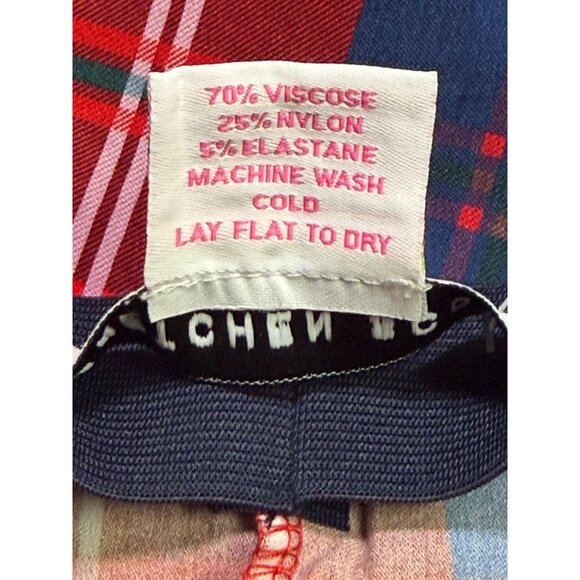 70% VISCOSE
25% NYLON
5% ELASTANE
MACHINE WASH
COLD
LAY FLAT TO DRY